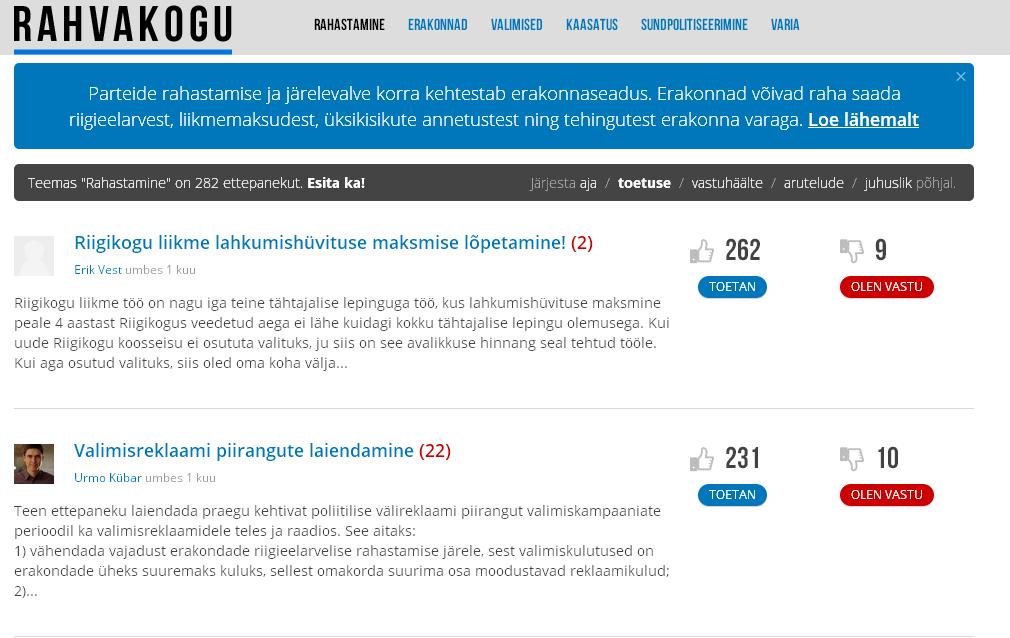 RAHVAKOGU
RAHASTAMINE ERAKONNAD VALIMISED KAASATUS SUNDPOLITISEERIMINE VARIA
×
Parteide rahastamise ja järelevalve korra kehtestab erakonnaseadus. Erakonnad võivad raha saada
riigieelarvest, liikmemaksudest, üksikisikute annetustest ning tehingutest erakonna varaga. Loe lähemalt
Teemas "Rahastamine" on 282 ettepanekut. Esita ka! Järjesta aja / toetuse / vastuhäälte / arutelude / juhuslik põhjal.
Riigikogu liikme lahkumishüvituse maksmise lõpetamine! (2) 262 9
Erik Vest umbes 1 kuu TOETAN OLEN VASTU
Riigikogu liikme töö on nagu iga teine tähtajalise lepinguga töö, kus lahkumishüvituse maksmine
peale 4 aastast Riigikogus veedetud aega ei lähe kuidagi kokku tähtajalise lepingu olemusega. Kui
uude Riigikogu koosseisu ei osututa valituks, ju siis on see avalikkuse hinnang seal tehtud tööle.
Kui aga osutud valituks, siis oled oma koha välja...
Valimisreklaami piirangute laiendamine (22) 231 10
Urmo Kübar umbes 1 kuu TOETAN OLEN VASTU
Teen ettepaneku laiendada praegu kehtivat poliitilise välireklaami piirangut valimiskampaaniate
perioodil ka valimisreklaamidele teles ja raadios. See aitaks:
1) vähendada vajadust erakondade riigieelarvelise rahastamise järele, sest valimiskulutused on
erakondade üheks suuremaks kuluks, sellest omakorda suurima osa moodustavad reklaamikulud;
2)...